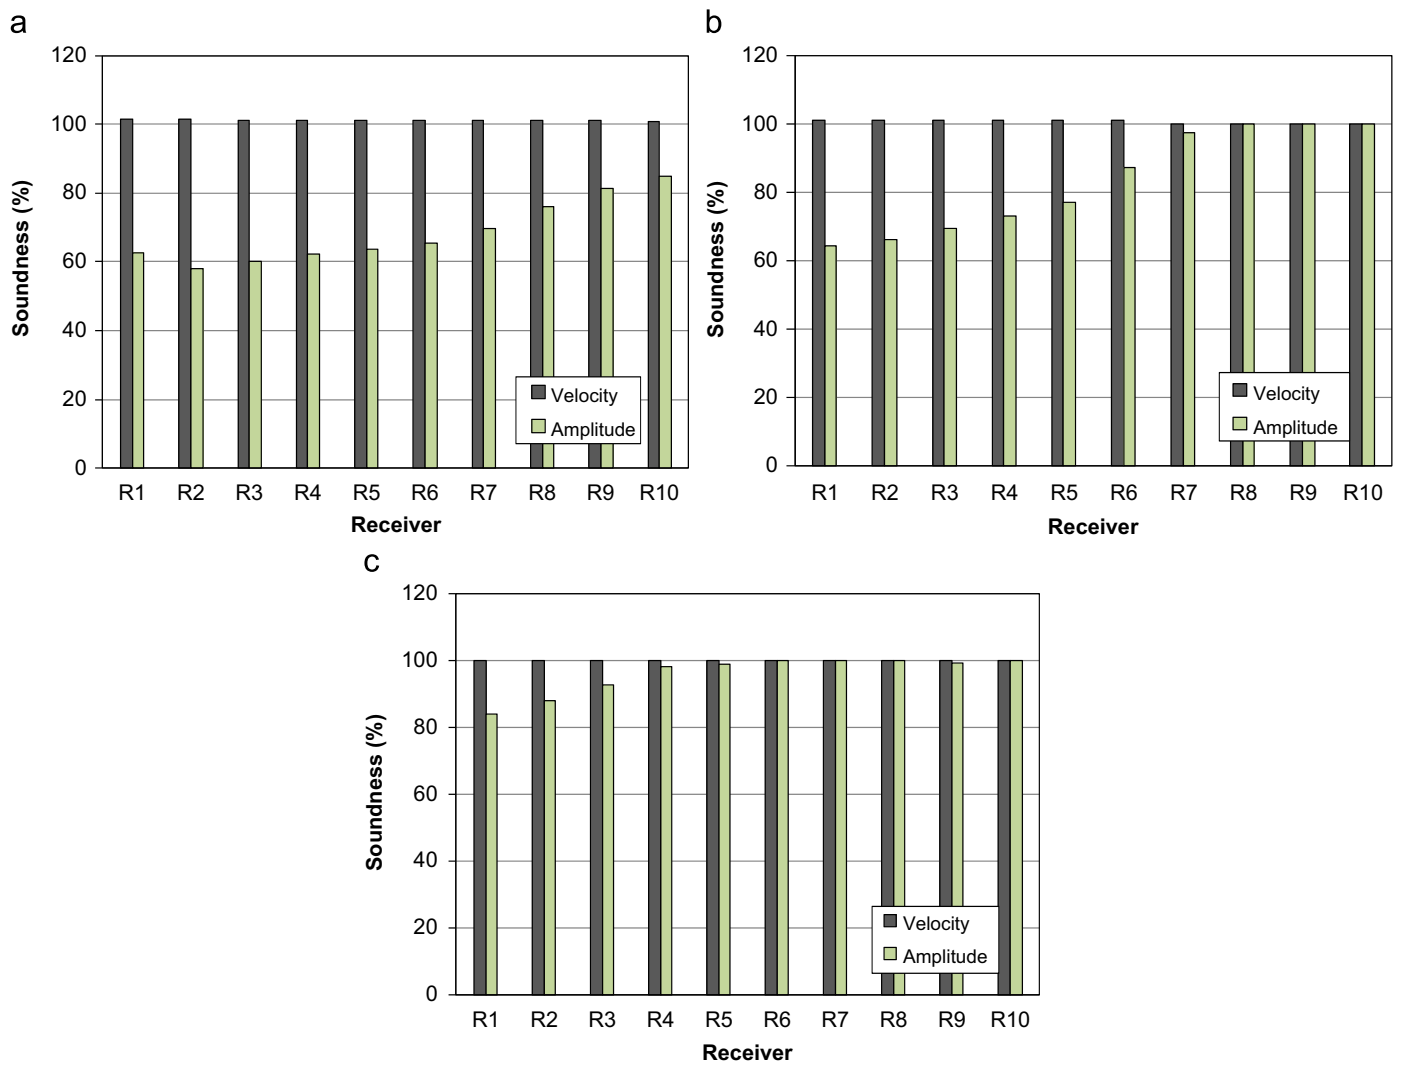 a
120
100
80
60
40
20
0
Soundness (%)
Velocity
Amplitude
R1 R2 R3 R4 R5 R6 R7 R8 R9 R10
Receiver
b
120
100
80
60
40
20
0
Soundness (%)
Velocity
Amplitude
R1 R2 R3 R4 R5 R6 R7 R8 R9 R10
Receiver
c
120
100
80
60
40
20
0
Soundness (%)
Velocity
Amplitude
R1 R2 R3 R4 R5 R6 R7 R8 R9 R10
Receiver